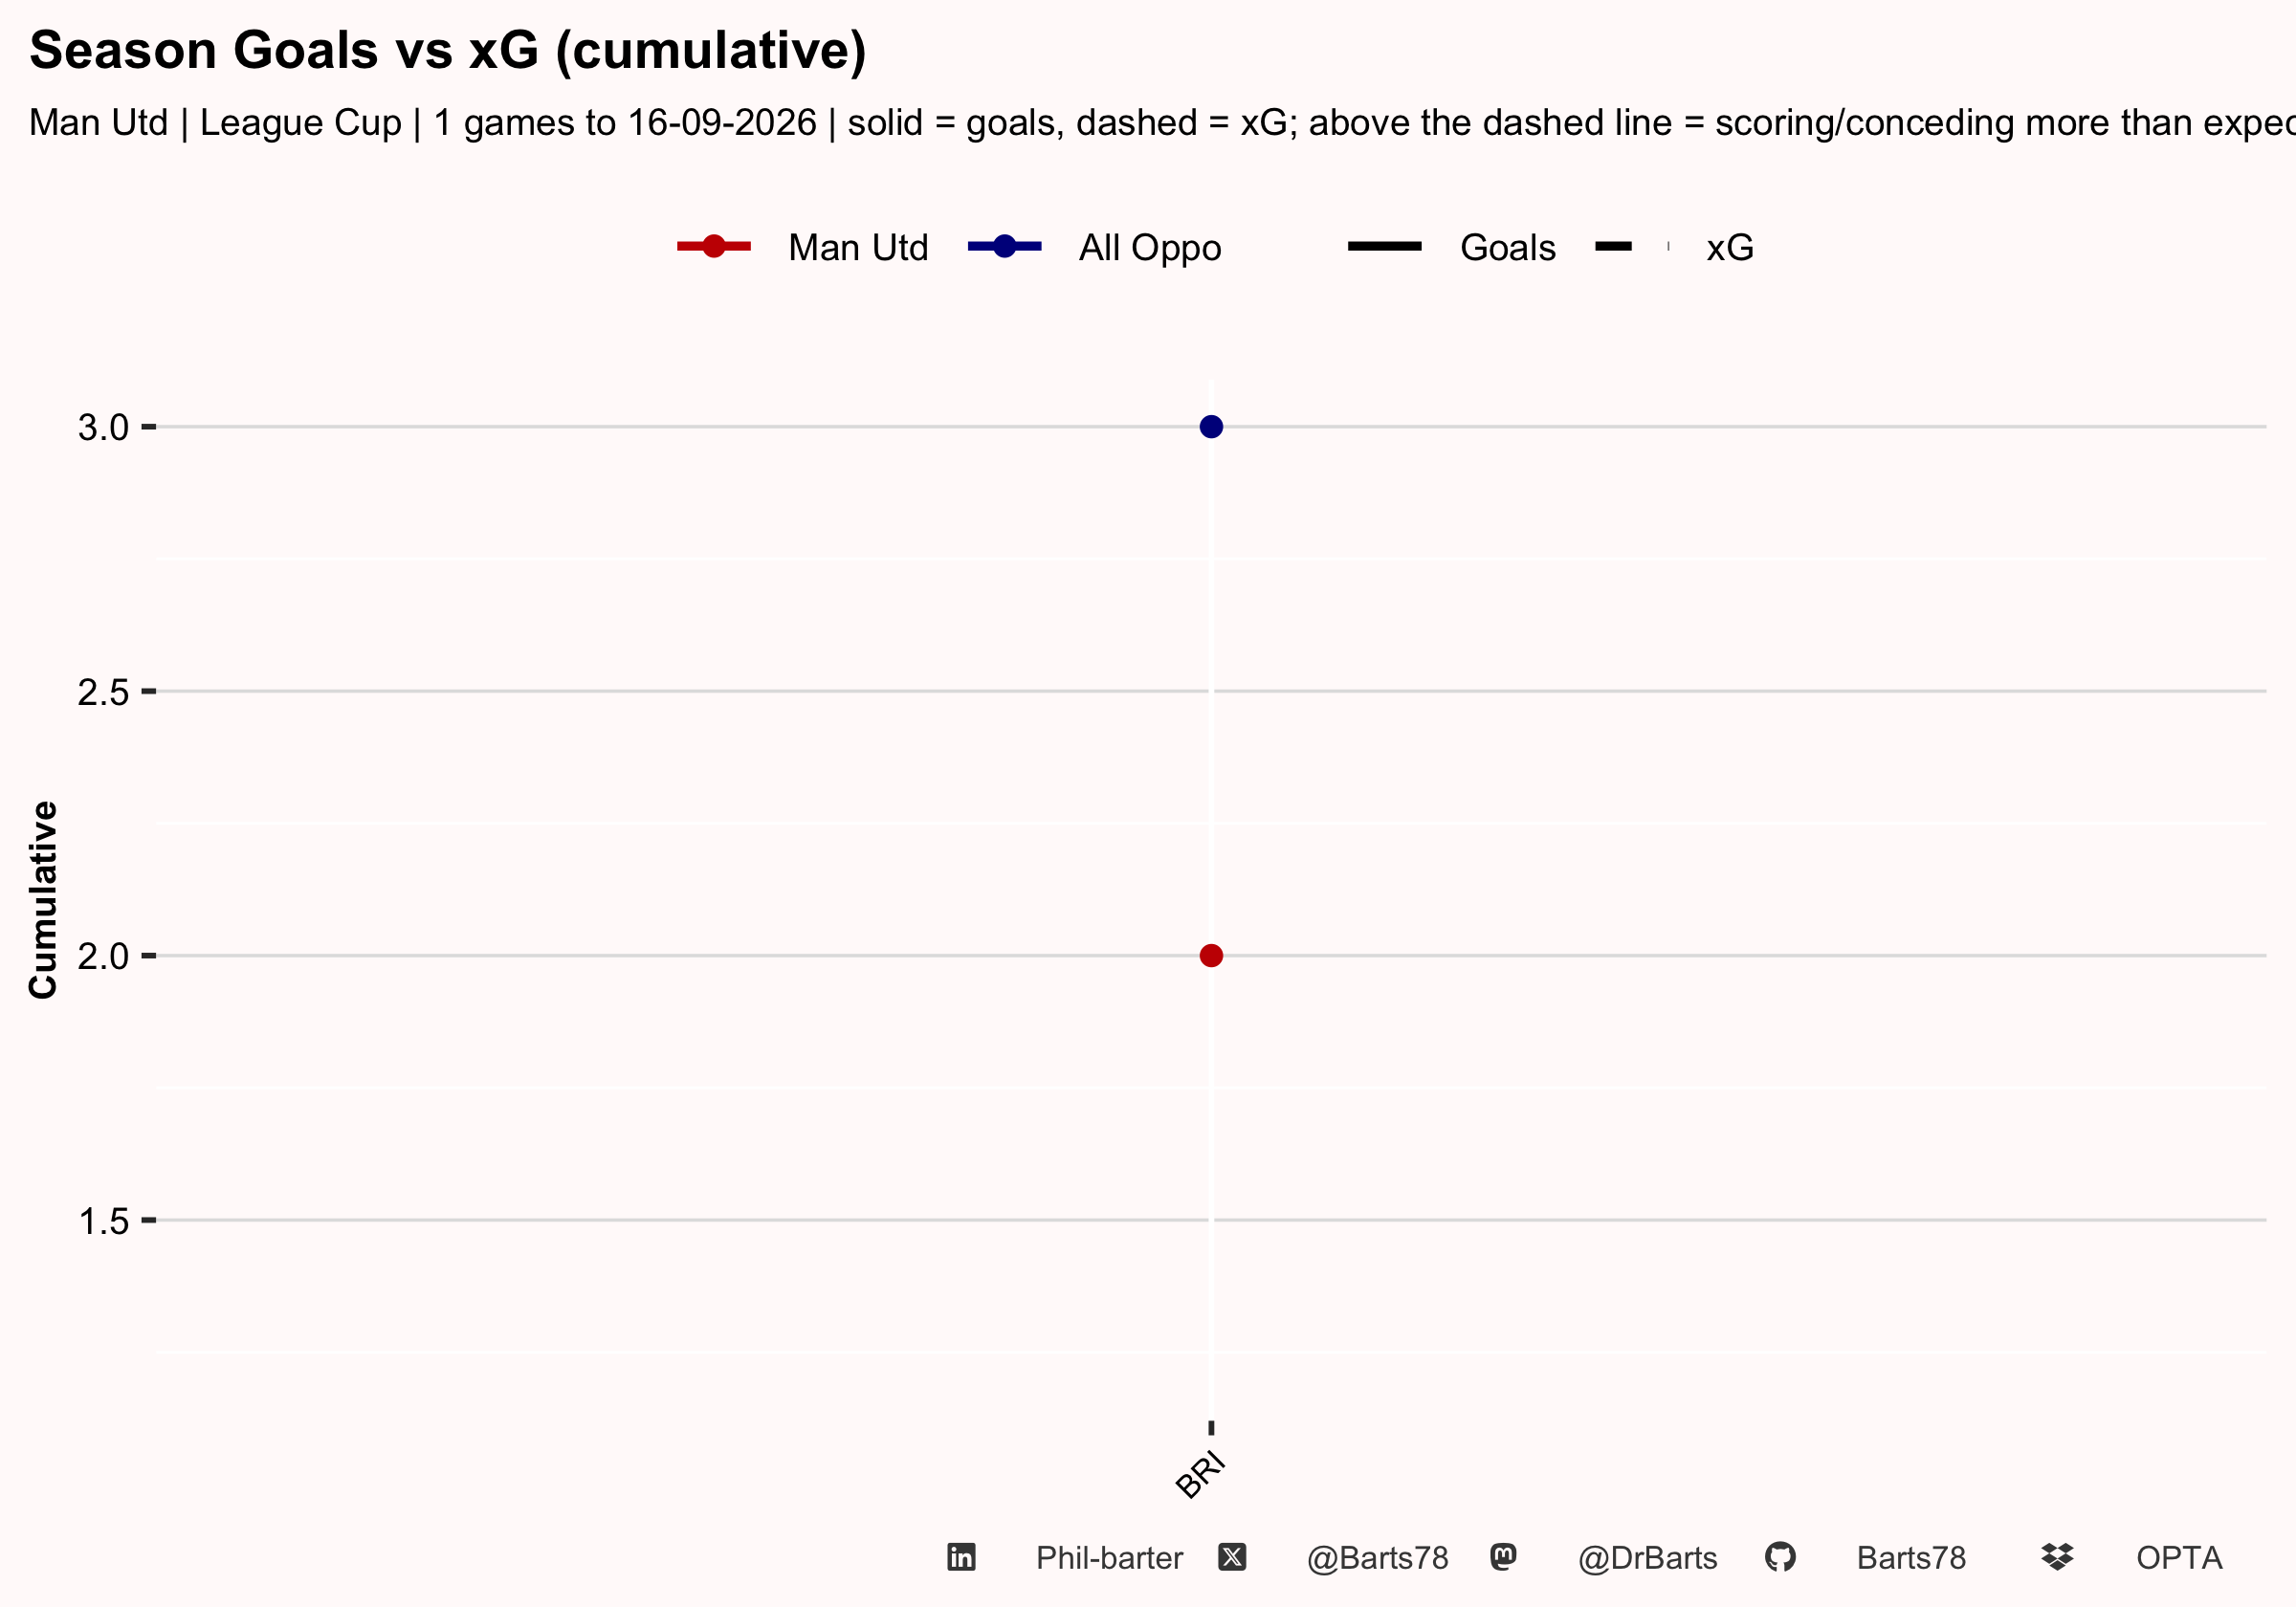 Season Goals vs xG (cumulative)
Man Utd | League Cup | 1 games to 16-09-2026 | solid = goals, dashed = xG; above the dashed line = scoring/conceding more than expec
Man Utd All Oppo Goals xG
Cumulative
3.0
2.5
2.0
1.5
BRI
Phil-barter @Barts78 @DrBarts Barts78 OPTA